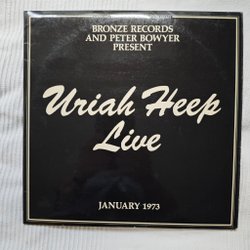 BRONZE RECORDS
AND PETER BOWYER
PRESENT
Uriah Heep
Live
JANUARY 1973